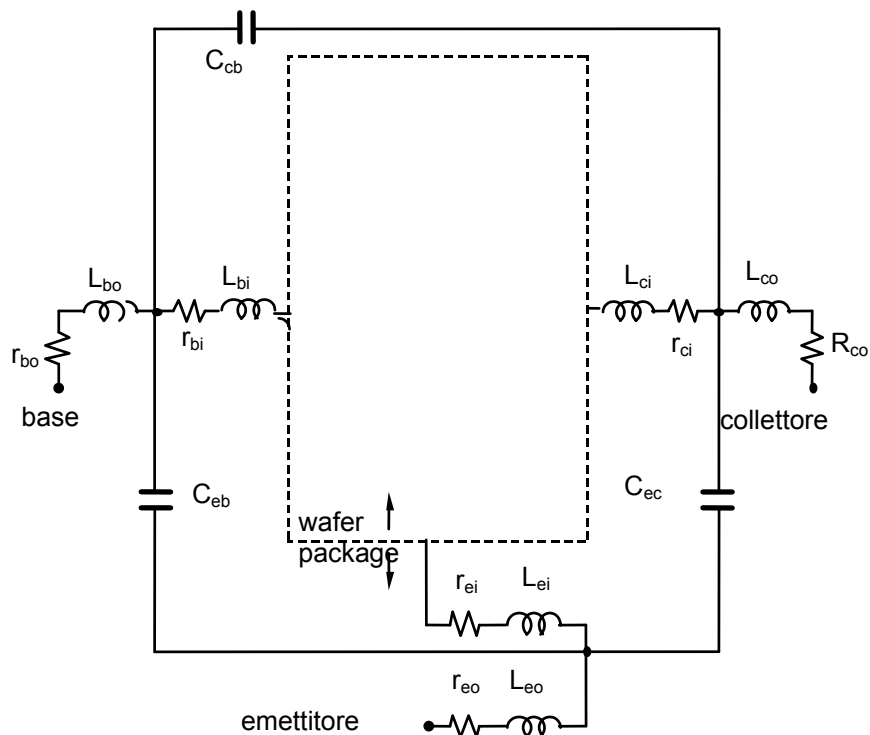 C_cb
L_bo
L_bi
L_ci
L_co
r_bo
r_bi
r_ci
R_co
base
collettore
C_eb
C_ec
wafer
package
r_ei
L_ei
r_eo
L_eo
emettitore